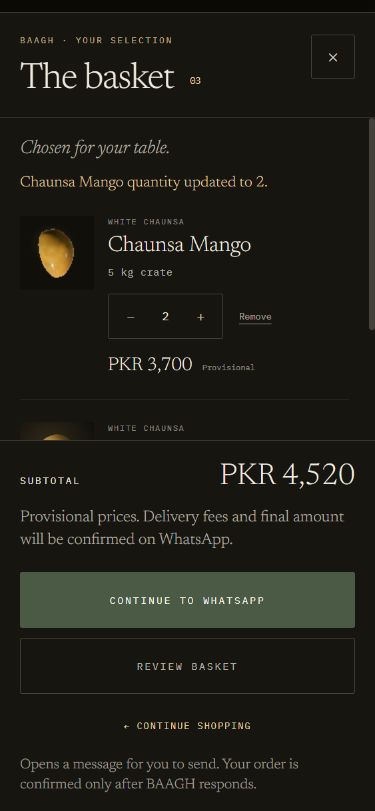 BAAGH · YOUR SELECTION
The basket 03
×
Chosen for your table.
Chaunsa Mango quantity updated to 2.
WHITE CHAUNSA
Chaunsa Mango
5 kg crate
− 2 + Remove
PKR 3,700 Provisional
WHITE CHAUNSA
SUBTOTAL PKR 4,520
Provisional prices. Delivery fees and final amount
will be confirmed on WhatsApp.
CONTINUE TO WHATSAPP
REVIEW BASKET
← CONTINUE SHOPPING
Opens a message for you to send. Your order is
confirmed only after BAAGH responds.